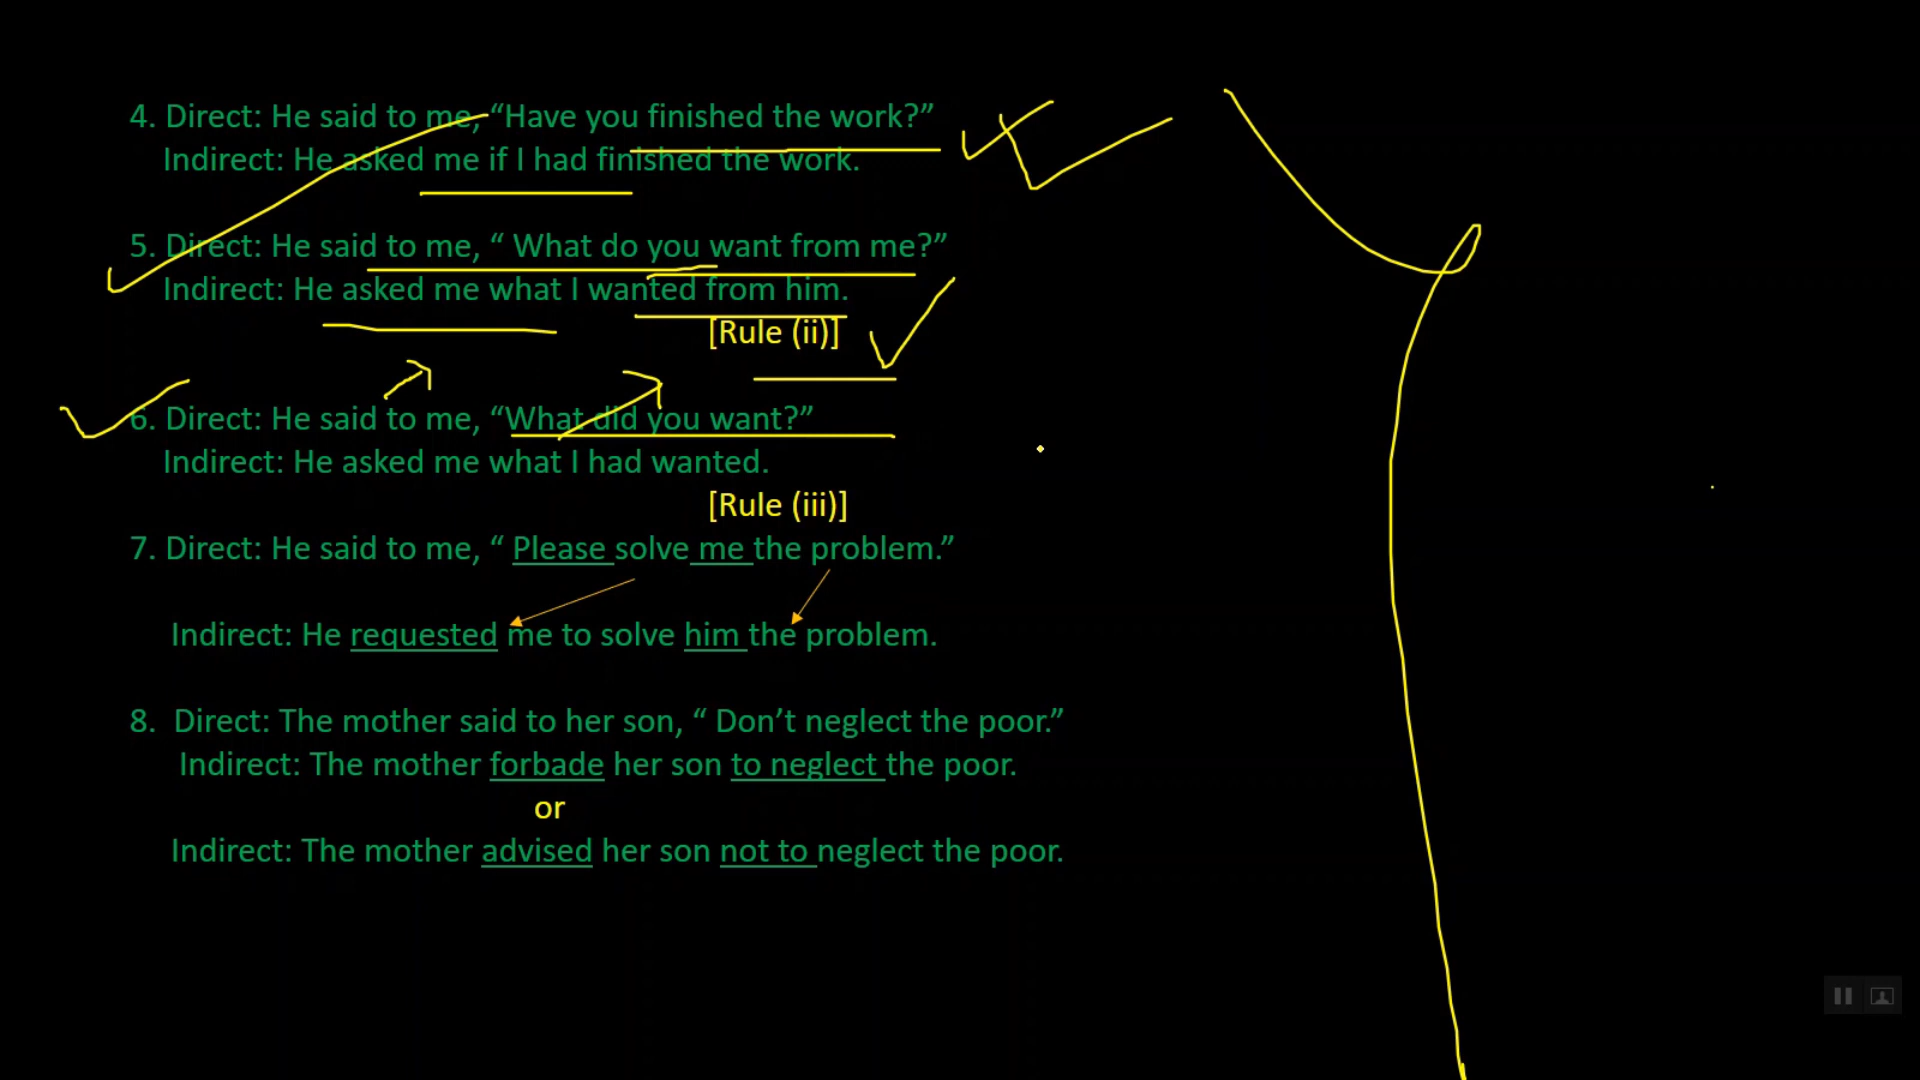 4. Direct: He said to me, “Have you finished the work?”
Indirect: He asked me if I had finished the work.
5. Direct: He said to me, “ What do you want from me?”
Indirect: He asked me what I wanted from him.
[Rule (ii)]
6. Direct: He said to me, “What did you want?”
Indirect: He asked me what I had wanted.
[Rule (iii)]
7. Direct: He said to me, “ Please solve me the problem.”
Indirect: He requested me to solve him the problem.
8. Direct: The mother said to her son, “ Don’t neglect the poor.”
Indirect: The mother forbade her son to neglect the poor.
or
Indirect: The mother advised her son not to neglect the poor.